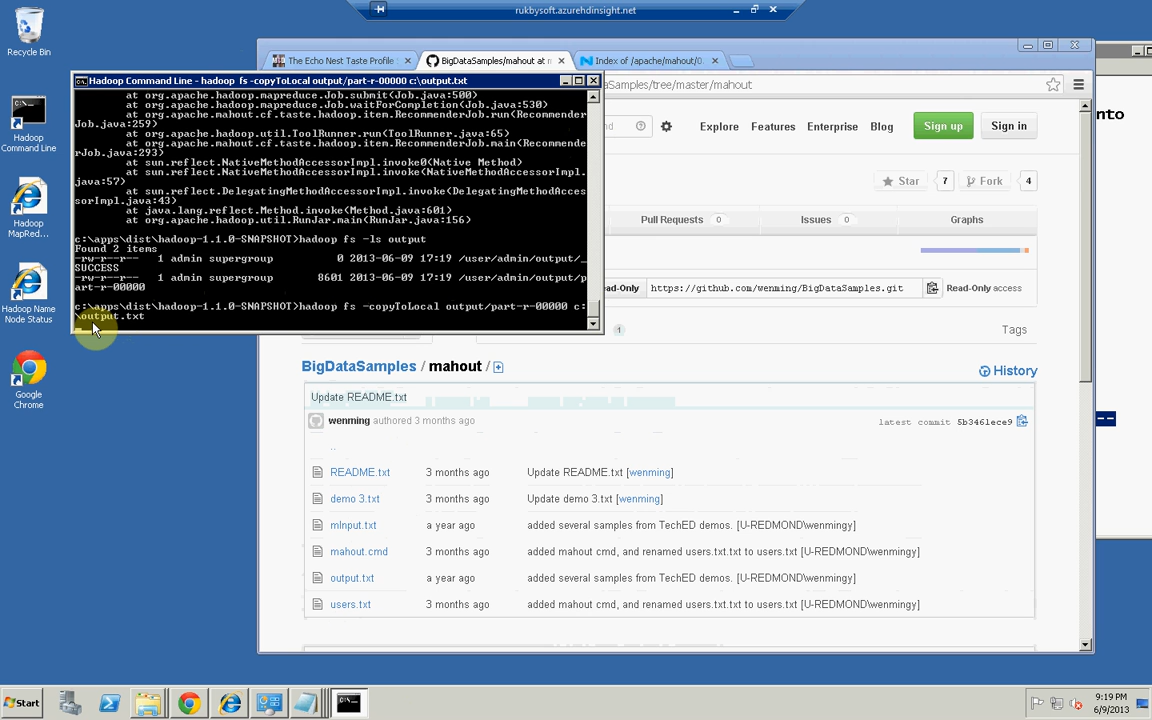 rukbysoft.azurehdinsight.net
Recycle Bin
Hadoop Command Line
Hadoop MapRed...
Hadoop Name Node Status
Google Chrome
The Echo Nest Taste Profile
BigDataSamples/mahout at m
Index of /apache/mahout/0.
Samples/tree/master/mahout
Hadoop Command Line - hadoop fs -copyToLocal output/part-r-00000 c:\output.txt
at org.apache.hadoop.mapreduce.Job.submit(Job.java:500)
at org.apache.hadoop.mapreduce.Job.waitForCompletion(Job.java:530)
at org.apache.mahout.cf.taste.hadoop.item.RecommenderJob.run(Recommender
Job.java:259)
at org.apache.hadoop.util.ToolRunner.run(ToolRunner.java:65)
at org.apache.mahout.cf.taste.hadoop.item.RecommenderJob.main(Recommende
rJob.java:293)
at sun.reflect.NativeMethodAccessorImpl.invoke0(Native Method)
at sun.reflect.NativeMethodAccessorImpl.invoke(NativeMethodAccessorImpl.
java:57)
at sun.reflect.DelegatingMethodAccessorImpl.invoke(DelegatingMethodAcces
sorImpl.java:43)
at java.lang.reflect.Method.invoke(Method.java:601)
at org.apache.hadoop.util.RunJar.main(RunJar.java:156)
c:\apps\dist\hadoop-1.1.0-SNAPSHOT>hadoop fs -ls output
Found 2 items
-rw-r--r-- 1 admin supergroup 0 2013-06-09 17:19 /user/admin/output/_
SUCCESS
-rw-r--r-- 1 admin supergroup 8601 2013-06-09 17:19 /user/admin/output/p
art-r-00000
c:\apps\dist\hadoop-1.1.0-SNAPSHOT>hadoop fs -copyToLocal output/part-r-00000 c:
\output.txt
nto
Explore Features Enterprise Blog Sign up Sign in
Star 7 Fork 4
Pull Requests 0 Issues 0 Graphs
https://github.com/wenming/BigDataSamples.git Read-Only access
1 Tags
BigDataSamples / mahout /
History
Update README.txt
wenming authored 3 months ago
latest commit 5b3461ece9
..
README.txt 3 months ago Update README.txt [wenming]
demo 3.txt 3 months ago Update demo 3.txt [wenming]
mInput.txt a year ago added several samples from TechED demos. [U-REDMOND\wenmingy]
mahout.cmd 3 months ago added mahout cmd, and renamed users.txt.txt to users.txt [U-REDMOND\wenmingy]
output.txt a year ago added several samples from TechED demos. [U-REDMOND\wenmingy]
users.txt 3 months ago added mahout cmd, and renamed users.txt.txt to users.txt [U-REDMOND\wenmingy]
--
Start
9:19 PM
6/9/2013